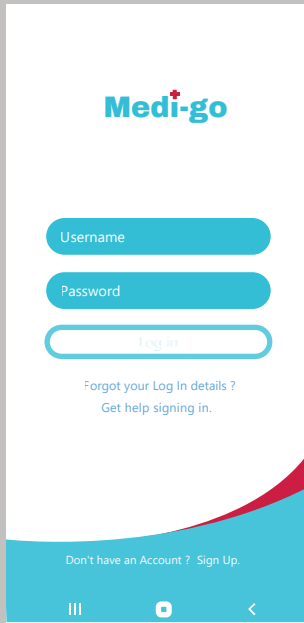 Medi-go
Username
Password
Log in
Forgot your Log In details ?
Get help signing in.
Don't have an Account ? Sign Up.